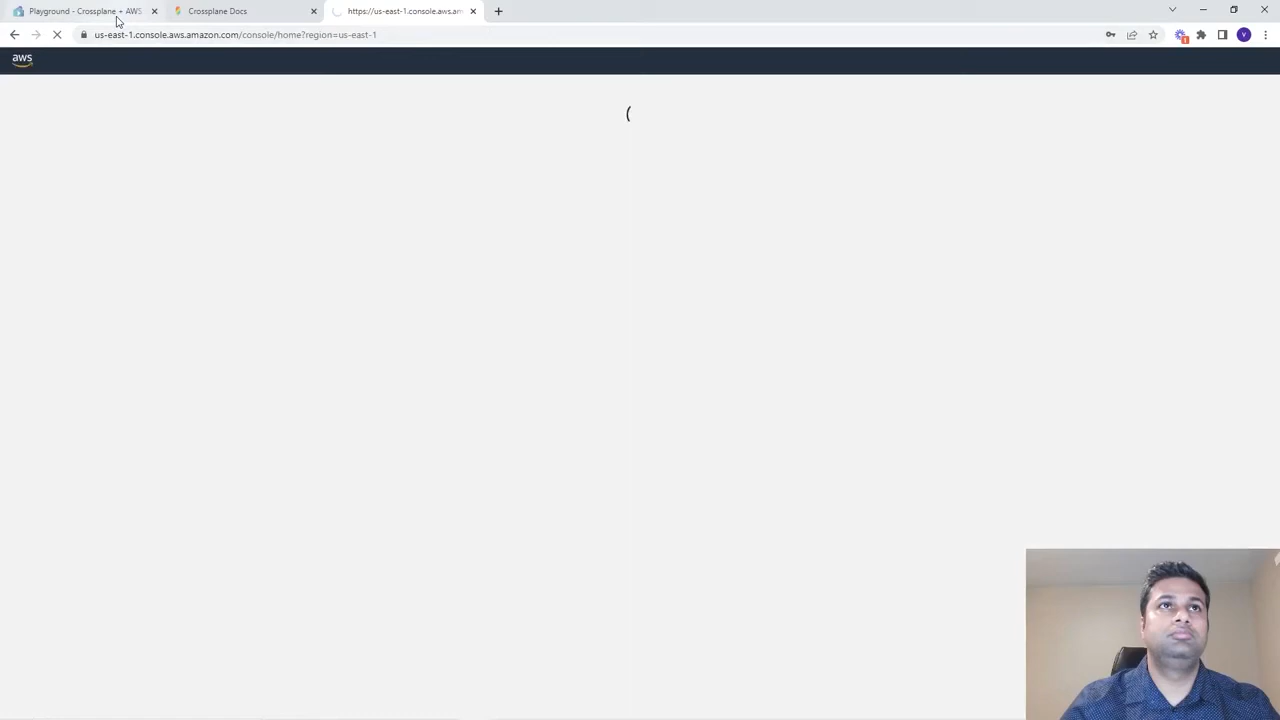 Playground - Crossplane + AWS
Crossplane Docs
https://us-east-1.console.aws.am
us-east-1.console.aws.amazon.com/console/home?region=us-east-1
1
V
aws